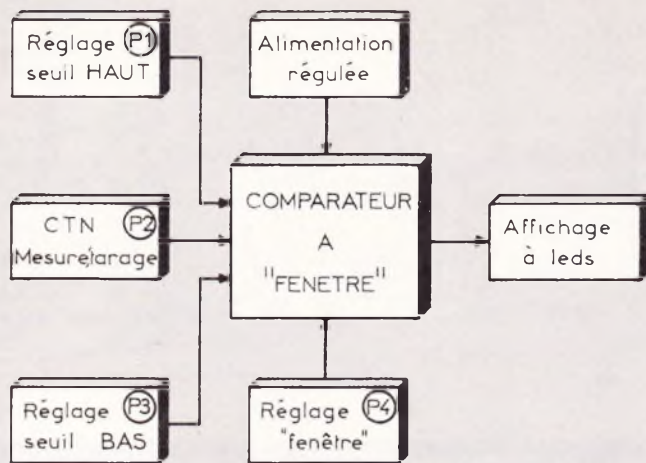 Réglage P1
seuil HAUT
Alimentation
régulée
CTN P2
Mesure,tarage
COMPARATEUR
A
"FENETRE"
Affichage
à leds
Réglage P3
seuil BAS
Réglage P4
"fenêtre"